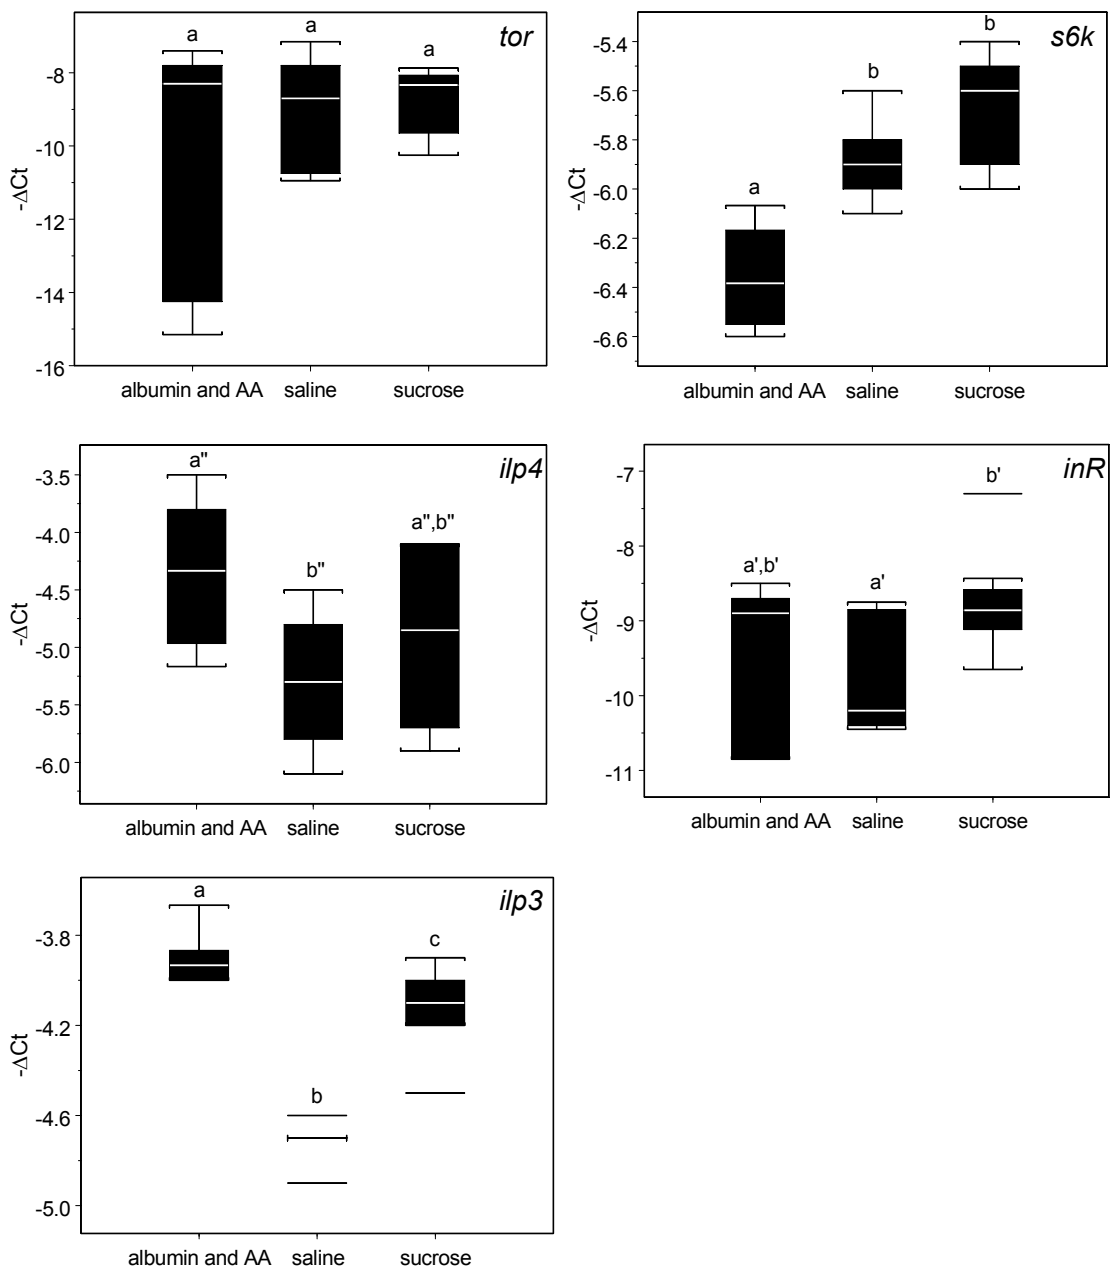 tor
a
a
a
-8
-10
-12
-14
-16
-ΔCt
albumin and AA
saline
sucrose
s6k
b
b
a
-5.4
-5.6
-5.8
-6.0
-6.2
-6.4
-6.6
-ΔCt
albumin and AA
saline
sucrose
ilp4
a"
b"
a",b"
-3.5
-4.0
-4.5
-5.0
-5.5
-6.0
-ΔCt
albumin and AA
saline
sucrose
inR
b'
a',b'
a'
-7
-8
-9
-10
-11
-ΔCt
albumin and AA
saline
sucrose
ilp3
a
c
b
-3.8
-4.2
-4.6
-5.0
-ΔCt
albumin and AA
saline
sucrose